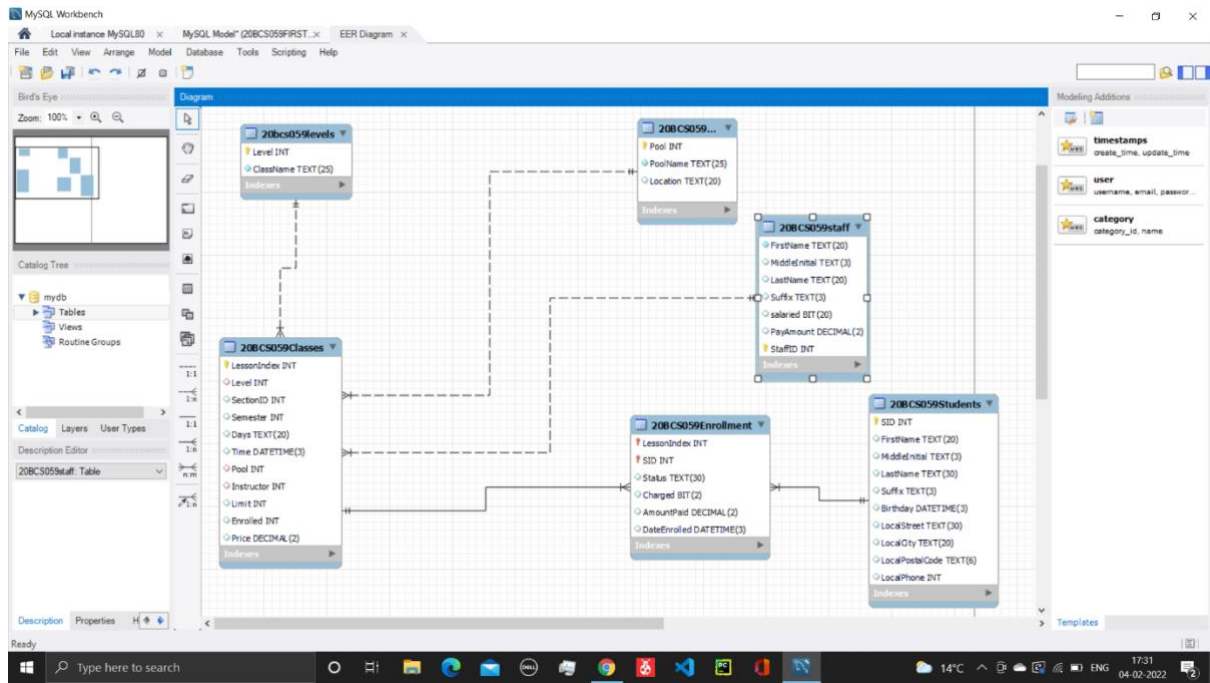 MySQL Workbench
Local instance MySQL80 × MySQL Model* (20BCS059FIRST... × EER Diagram ×
File Edit View Arrange Model Database Tools Scripting Help
Bird's Eye
Zoom: 100%
Diagram
Modeling Additions
timestamps
create_time, update_time
user
username, email, passwor...
category
category_id, name
Templates
20bcs059levels
Level INT
ClassName TEXT(25)
Indexes
20BCS059...
Pool INT
PoolName TEXT(25)
Location TEXT(20)
Indexes
20BCS059staff
FirstName TEXT(20)
MiddleInitial TEXT(3)
LastName TEXT(20)
Suffix TEXT(3)
salaried BIT(20)
PayAmount DECIMAL(2)
StaffID INT
Indexes
20BCS059Classes
LessonIndex INT
Level INT
SectionID INT
Semester INT
Days TEXT(20)
Time DATETIME(3)
Pool INT
Instructor INT
Limit INT
Enrolled INT
Price DECIMAL(2)
Indexes
20BCS059Enrollment
LessonIndex INT
SID INT
Status TEXT(30)
Charged BIT(2)
AmountPaid DECIMAL(2)
DateEnrolled DATETIME(3)
Indexes
20BCS059Students
SID INT
FirstName TEXT(20)
MiddleInitial TEXT(3)
LastName TEXT(30)
Suffix TEXT(3)
Birthday DATETIME(3)
LocalStreet TEXT(30)
LocalCity TEXT(20)
LocalPostalCode TEXT(6)
LocalPhone INT
Indexes
1:1
1:n
1:1
1:n
n:m
1:n
Catalog Tree
mydb
Tables
Views
Routine Groups
Catalog Layers User Types
Description Editor
20BCS059staff: Table
Description Properties H
Ready
Type here to search
DELL
PC
14°C
ENG
17:31
04-02-2022
2